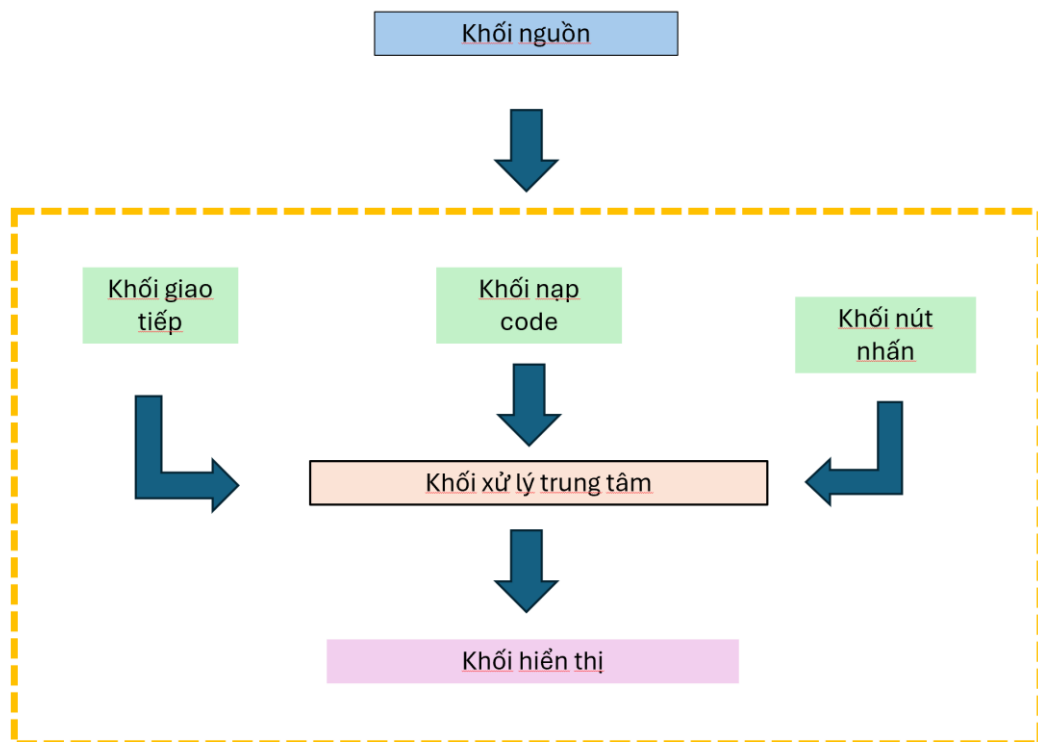 Khối nguồn
Khối giao
tiếp
Khối nạp
code
Khối nút
nhấn
Khối xử lý trung tâm
Khối hiển thị